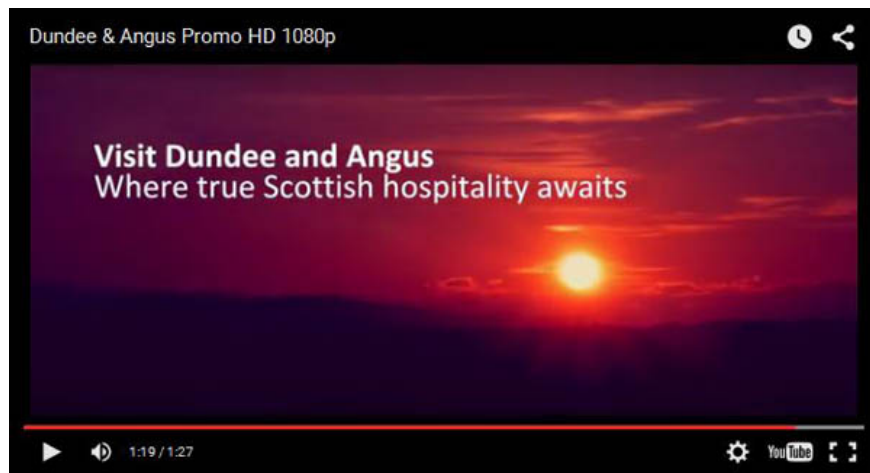 Dundee & Angus Promo HD 1080p
Visit Dundee and Angus
Where true Scottish hospitality awaits
1:19 / 1:27
YouTube